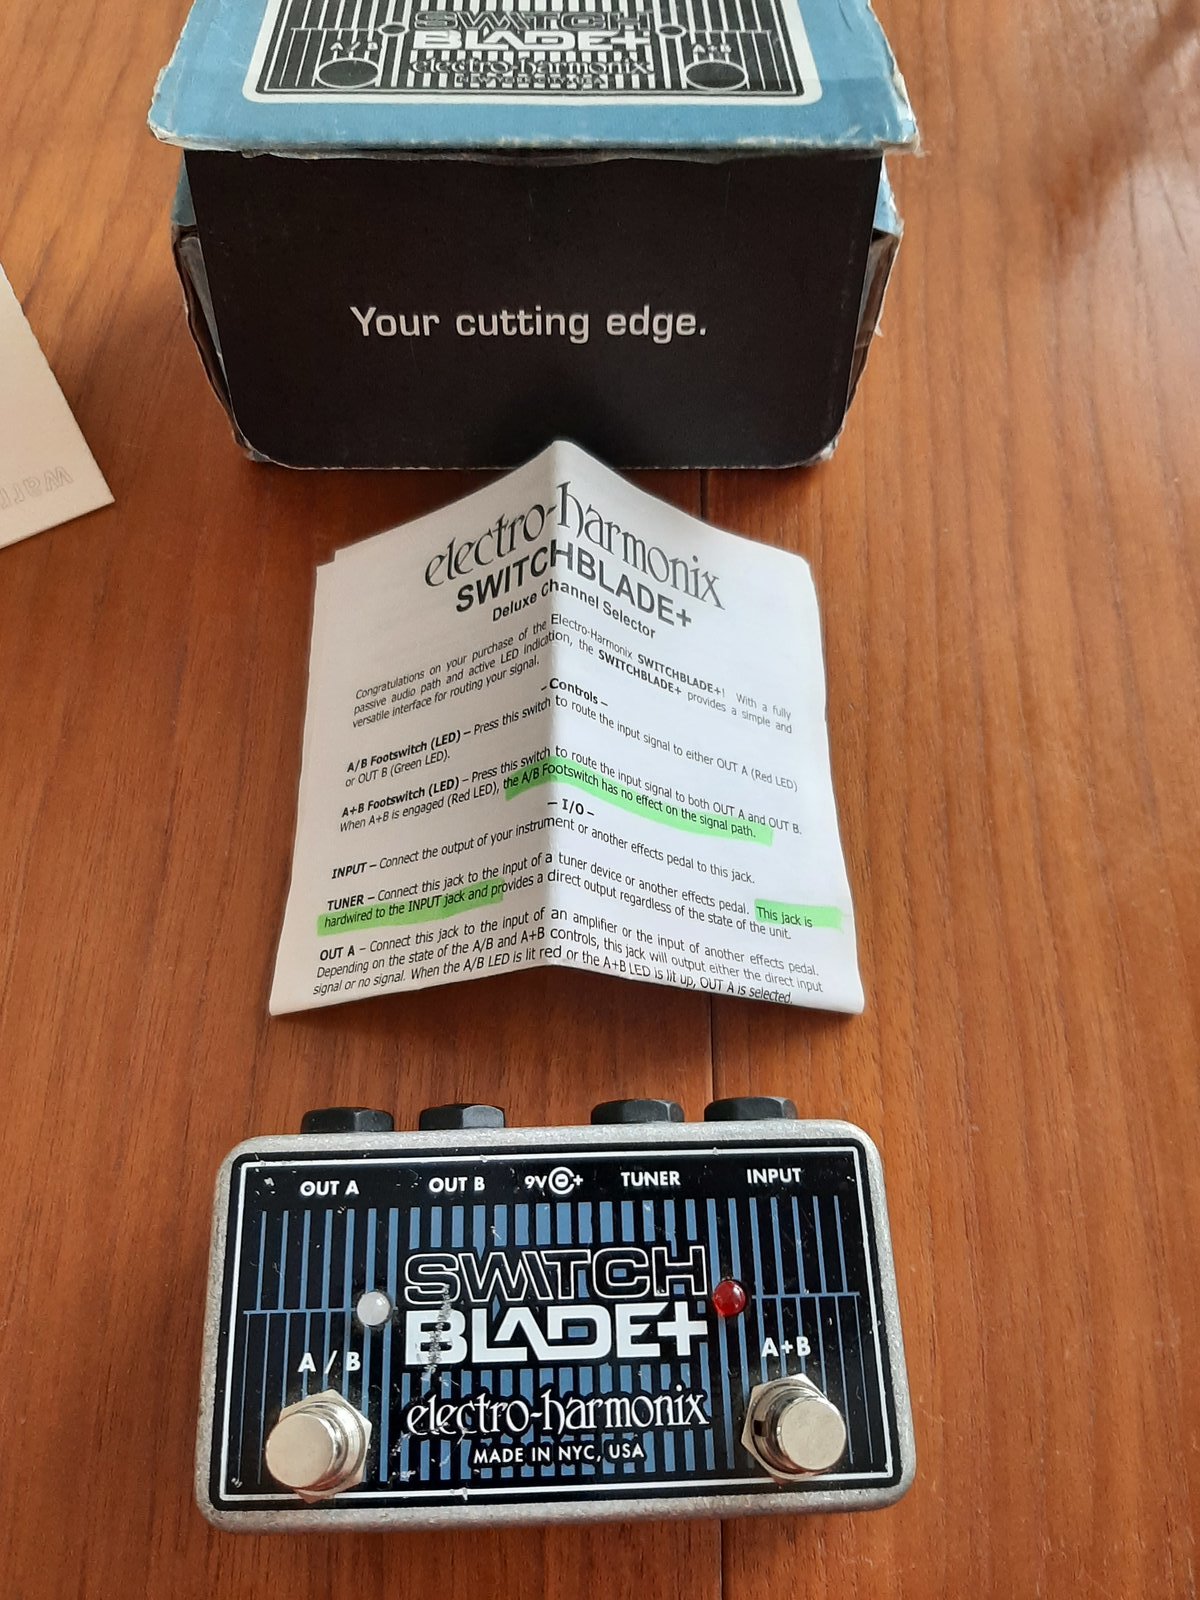 SWITCH
BLADE+
A/B
A+B
electro-harmonix
NEW YORK CITY, USA
Your cutting edge.
electro-harmonix
SWITCHBLADE+
Deluxe Channel Selector
Congratulations on your purchase of the Electro-Harmonix SWITCHBLADE+! With a fully
passive audio path and active LED indication, the SWITCHBLADE+ provides a simple and
versatile interface for routing your signal.
– Controls –
A/B Footswitch (LED) – Press this switch to route the input signal to either OUT A (Red LED)
or OUT B (Green LED).
A+B Footswitch (LED) – Press this switch to route the input signal to both OUT A and OUT B.
When A+B is engaged (Red LED), the A/B Footswitch has no effect on the signal path.
– I/O –
INPUT – Connect the output of your instrument or another effects pedal to this jack.
TUNER – Connect this jack to the input of a tuner device or another effects pedal. This jack is
hardwired to the INPUT jack and provides a direct output regardless of the state of the unit.
OUT A – Connect this jack to the input of an amplifier or the input of another effects pedal.
Depending on the state of the A/B and A+B controls, this jack will output either the direct input
signal or no signal. When the A/B LED is lit red or the A+B LED is lit up, OUT A is selected.
OUT A OUT B 9V + TUNER INPUT
SWITCH
BLADE+
A / B
A+B
electro-harmonix
MADE IN NYC, USA